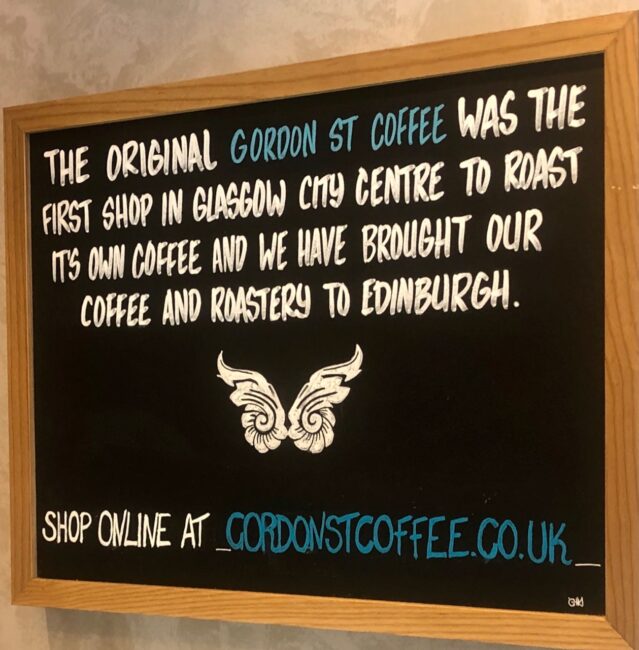 THE ORIGINAL GORDON ST COFFEE WAS THE
FIRST SHOP IN GLASGOW CITY CENTRE TO ROAST
IT'S OWN COFFEE AND WE HAVE BROUGHT OUR
COFFEE AND ROASTERY TO EDINBURGH.
SHOP ONLINE AT _GORDONSTCOFFEE.CO.UK_